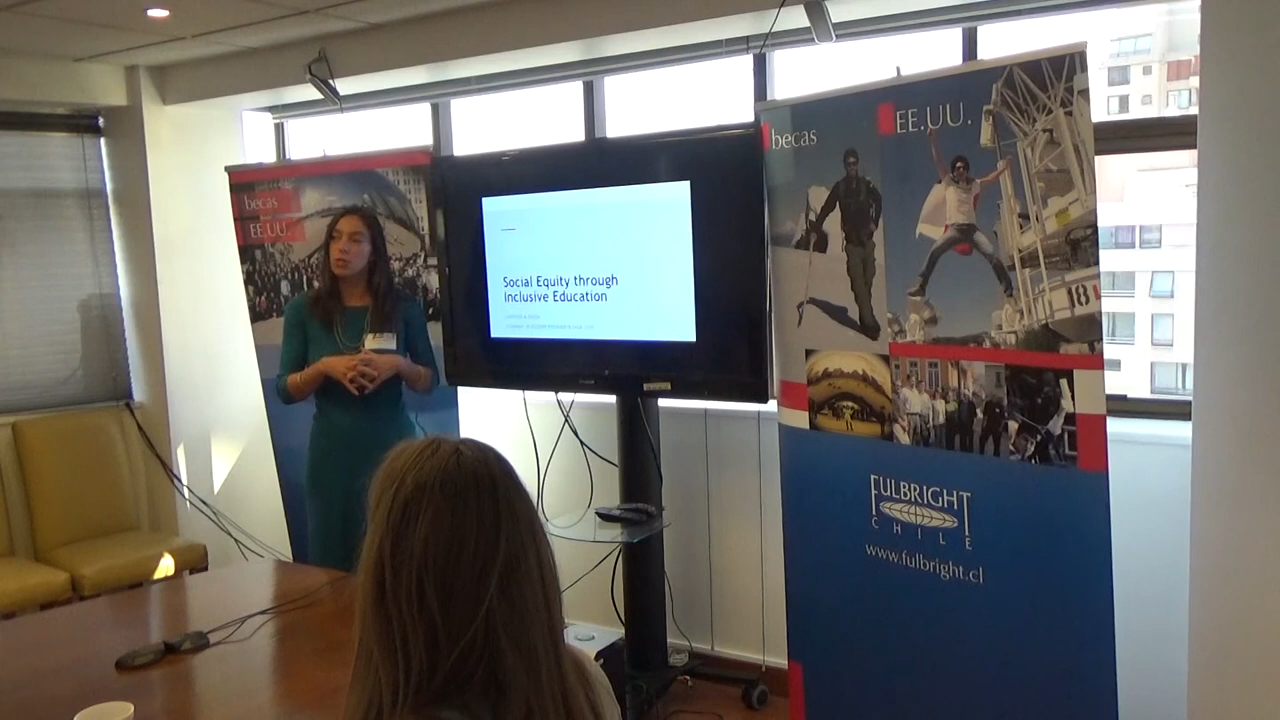 becas
EE.UU.
Social Equity through
Inclusive Education
becas
EE.UU.
18
FULBRIGHT
CHILE
www.fulbright.cl